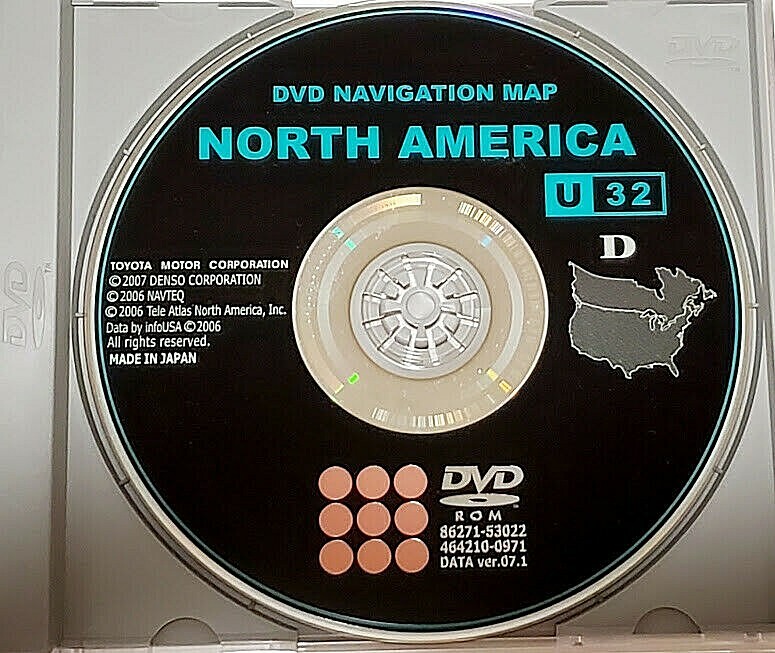 DVD NAVIGATION MAP
NORTH AMERICA
U 32
D
TOYOTA MOTOR CORPORATION
©2007 DENSO CORPORATION
©2006 NAVTEQ
©2006 Tele Atlas North America, Inc.
Data by infoUSA ©2006
All rights reserved.
MADE IN JAPAN
DVD
ROM
86271-53022
464210-0971
DATA ver.07.1
DVD
DVD